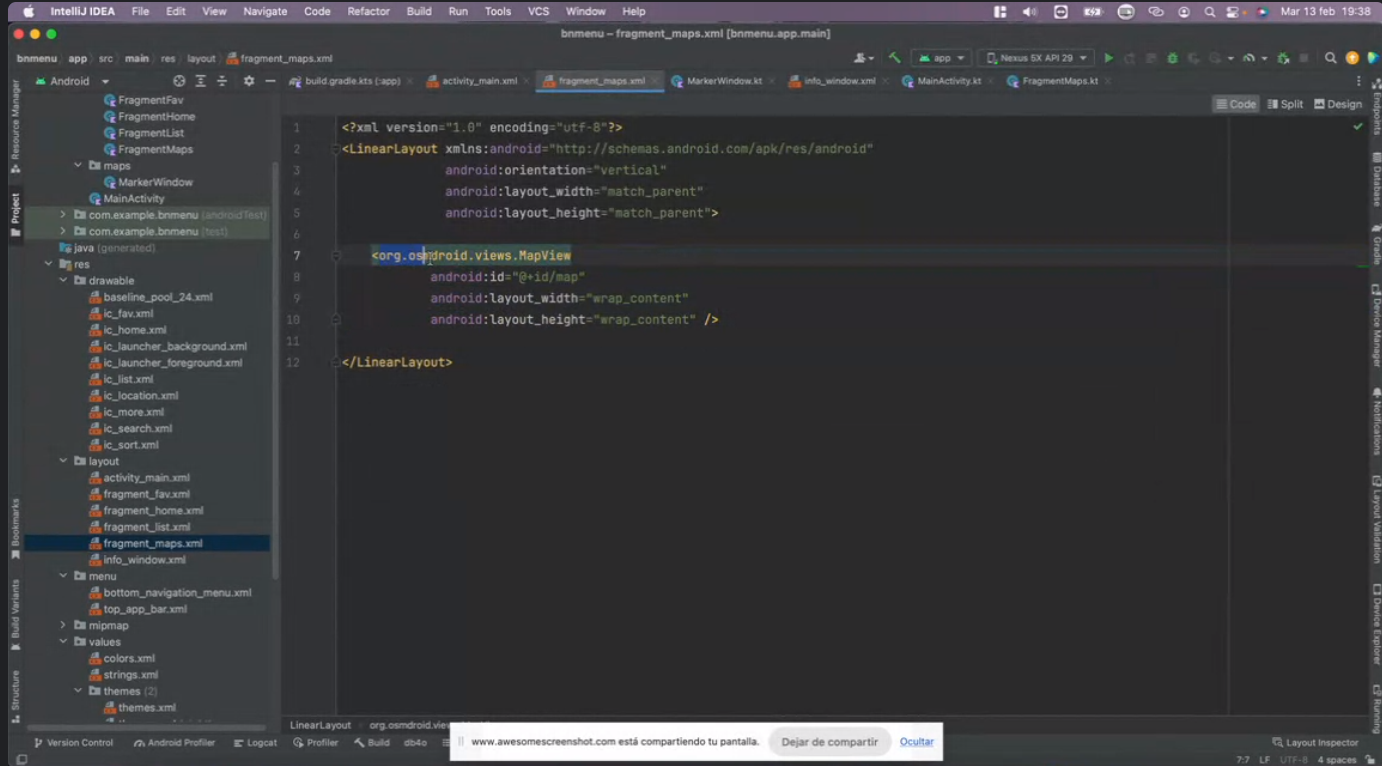 IntelliJ IDEA File Edit View Navigate Code Refactor Build Run Tools VCS Window Help Mar 13 feb 19:38
bnmenu – fragment_maps.xml [bnmenu.app.main]
bnmenu app src main res layout fragment_maps.xml app Nexus 5X API 29
Android build.gradle.kts (:app) activity_main.xml fragment_maps.xml MarkerWindow.kt info_window.xml MainActivity.kt FragmentMaps.kt
Code Split Design
FragmentFav
FragmentHome
FragmentList
FragmentMaps
maps
MarkerWindow
MainActivity
com.example.bnmenu (androidTest)
com.example.bnmenu (test)
java (generated)
res
drawable
baseline_pool_24.xml
ic_fav.xml
ic_home.xml
ic_launcher_background.xml
ic_launcher_foreground.xml
ic_list.xml
ic_location.xml
ic_more.xml
ic_search.xml
ic_sort.xml
layout
activity_main.xml
fragment_fav.xml
fragment_home.xml
fragment_list.xml
fragment_maps.xml
info_window.xml
menu
bottom_navigation_menu.xml
top_app_bar.xml
mipmap
values
colors.xml
strings.xml
themes (2)
themes.xml
1 <?xml version="1.0" encoding="utf-8"?>
2 <LinearLayout xmlns:android="http://schemas.android.com/apk/res/android"
3 android:orientation="vertical"
4 android:layout_width="match_parent"
5 android:layout_height="match_parent">
6
7 <org.osmdroid.views.MapView
8 android:id="@+id/map"
9 android:layout_width="wrap_content"
10 android:layout_height="wrap_content" />
11
12 </LinearLayout>
Resource Manager
Project
Bookmarks
Build Variants
Structure
Endpoints
Database
Gradle
Device Manager
Notifications
Layout Validation
Device Explorer
Running
LinearLayout org.osmdroid.view
www.awesomescreenshot.com está compartiendo tu pantalla. Dejar de compartir Ocultar
Version Control Android Profiler Logcat Profiler Build db4o Layout Inspector
7:7 LF UTF-8 4 spaces